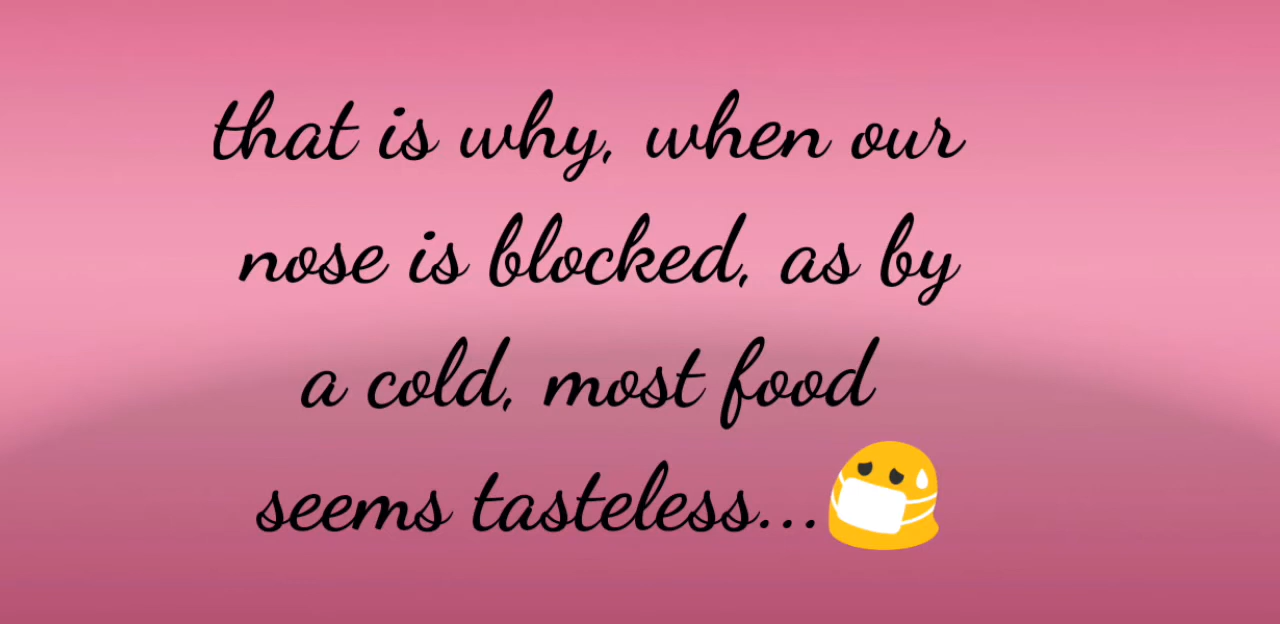 that is why, when our
nose is blocked, as by
a cold, most food
seems tasteless...